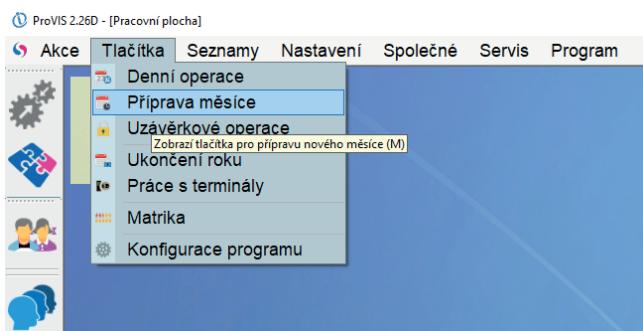 ProVIS 2.26D - [Pracovní plocha]
Akce Tlačítka Seznamy Nastavení Společné Servis Program
Denní operace
Příprava měsíce
Uzávěrkové operace
Zobrazí tlačítka pro přípravu nového měsíce (M)
Ukončení roku
Práce s terminály
Matrika
Konfigurace programu